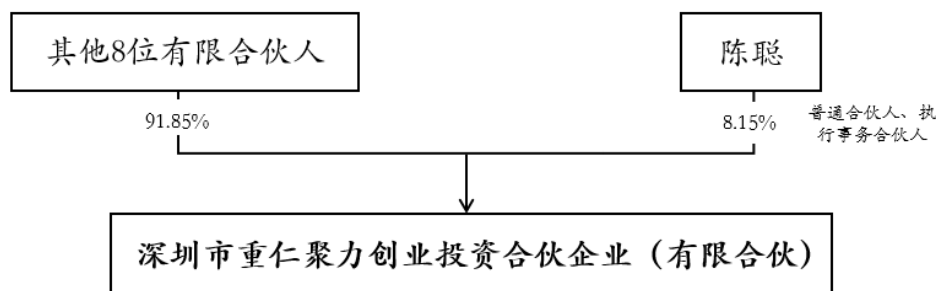 其他8位有限合伙人
陈聪
91.85%
8.15%
普通合伙人、执
行事务合伙人
深圳市重仁聚力创业投资合伙企业（有限合伙）